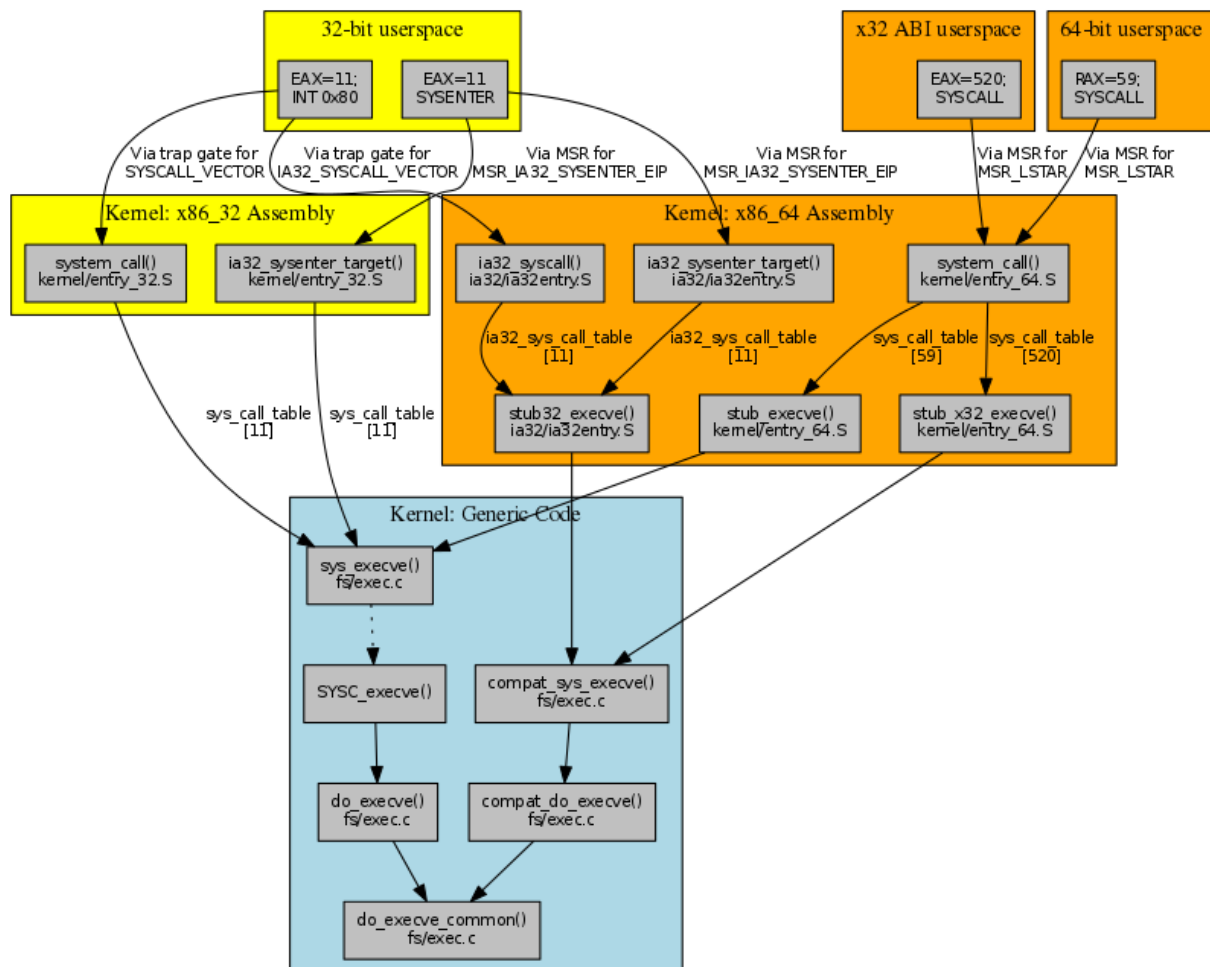 32-bit userspace
x32 ABI userspace
64-bit userspace
EAX=11;
INT 0x80
EAX=11
SYSENTER
EAX=520;
SYSCALL
RAX=59;
SYSCALL
Via trap gate for
SYSCALL_VECTOR
Via trap gate for
IA32_SYSCALL_VECTOR
Via MSR for
MSR_IA32_SYSENTER_EIP
Via MSR for
MSR_IA32_SYSENTER_EIP
Via MSR for
MSR_LSTAR
Via MSR for
MSR_LSTAR
Kernel: x86_32 Assembly
Kernel: x86_64 Assembly
system_call()
kernel/entry_32.S
ia32_sysenter_target()
kernel/entry_32.S
ia32_syscall()
ia32/ia32entry.S
ia32_sysenter_target()
ia32/ia32entry.S
system_call()
kernel/entry_64.S
ia32_sys_call_table
[11]
ia32_sys_call_table
[11]
sys_call_table
[59]
sys_call_table
[520]
sys_call_table
[11]
sys_call_table
[11]
stub32_execve()
ia32/ia32entry.S
stub_execve()
kernel/entry_64.S
stub_x32_execve()
kernel/entry_64.S
Kernel: Generic Code
sys_execve()
fs/exec.c
SYSC_execve()
compat_sys_execve()
fs/exec.c
do_execve()
fs/exec.c
compat_do_execve()
fs/exec.c
do_execve_common()
fs/exec.c